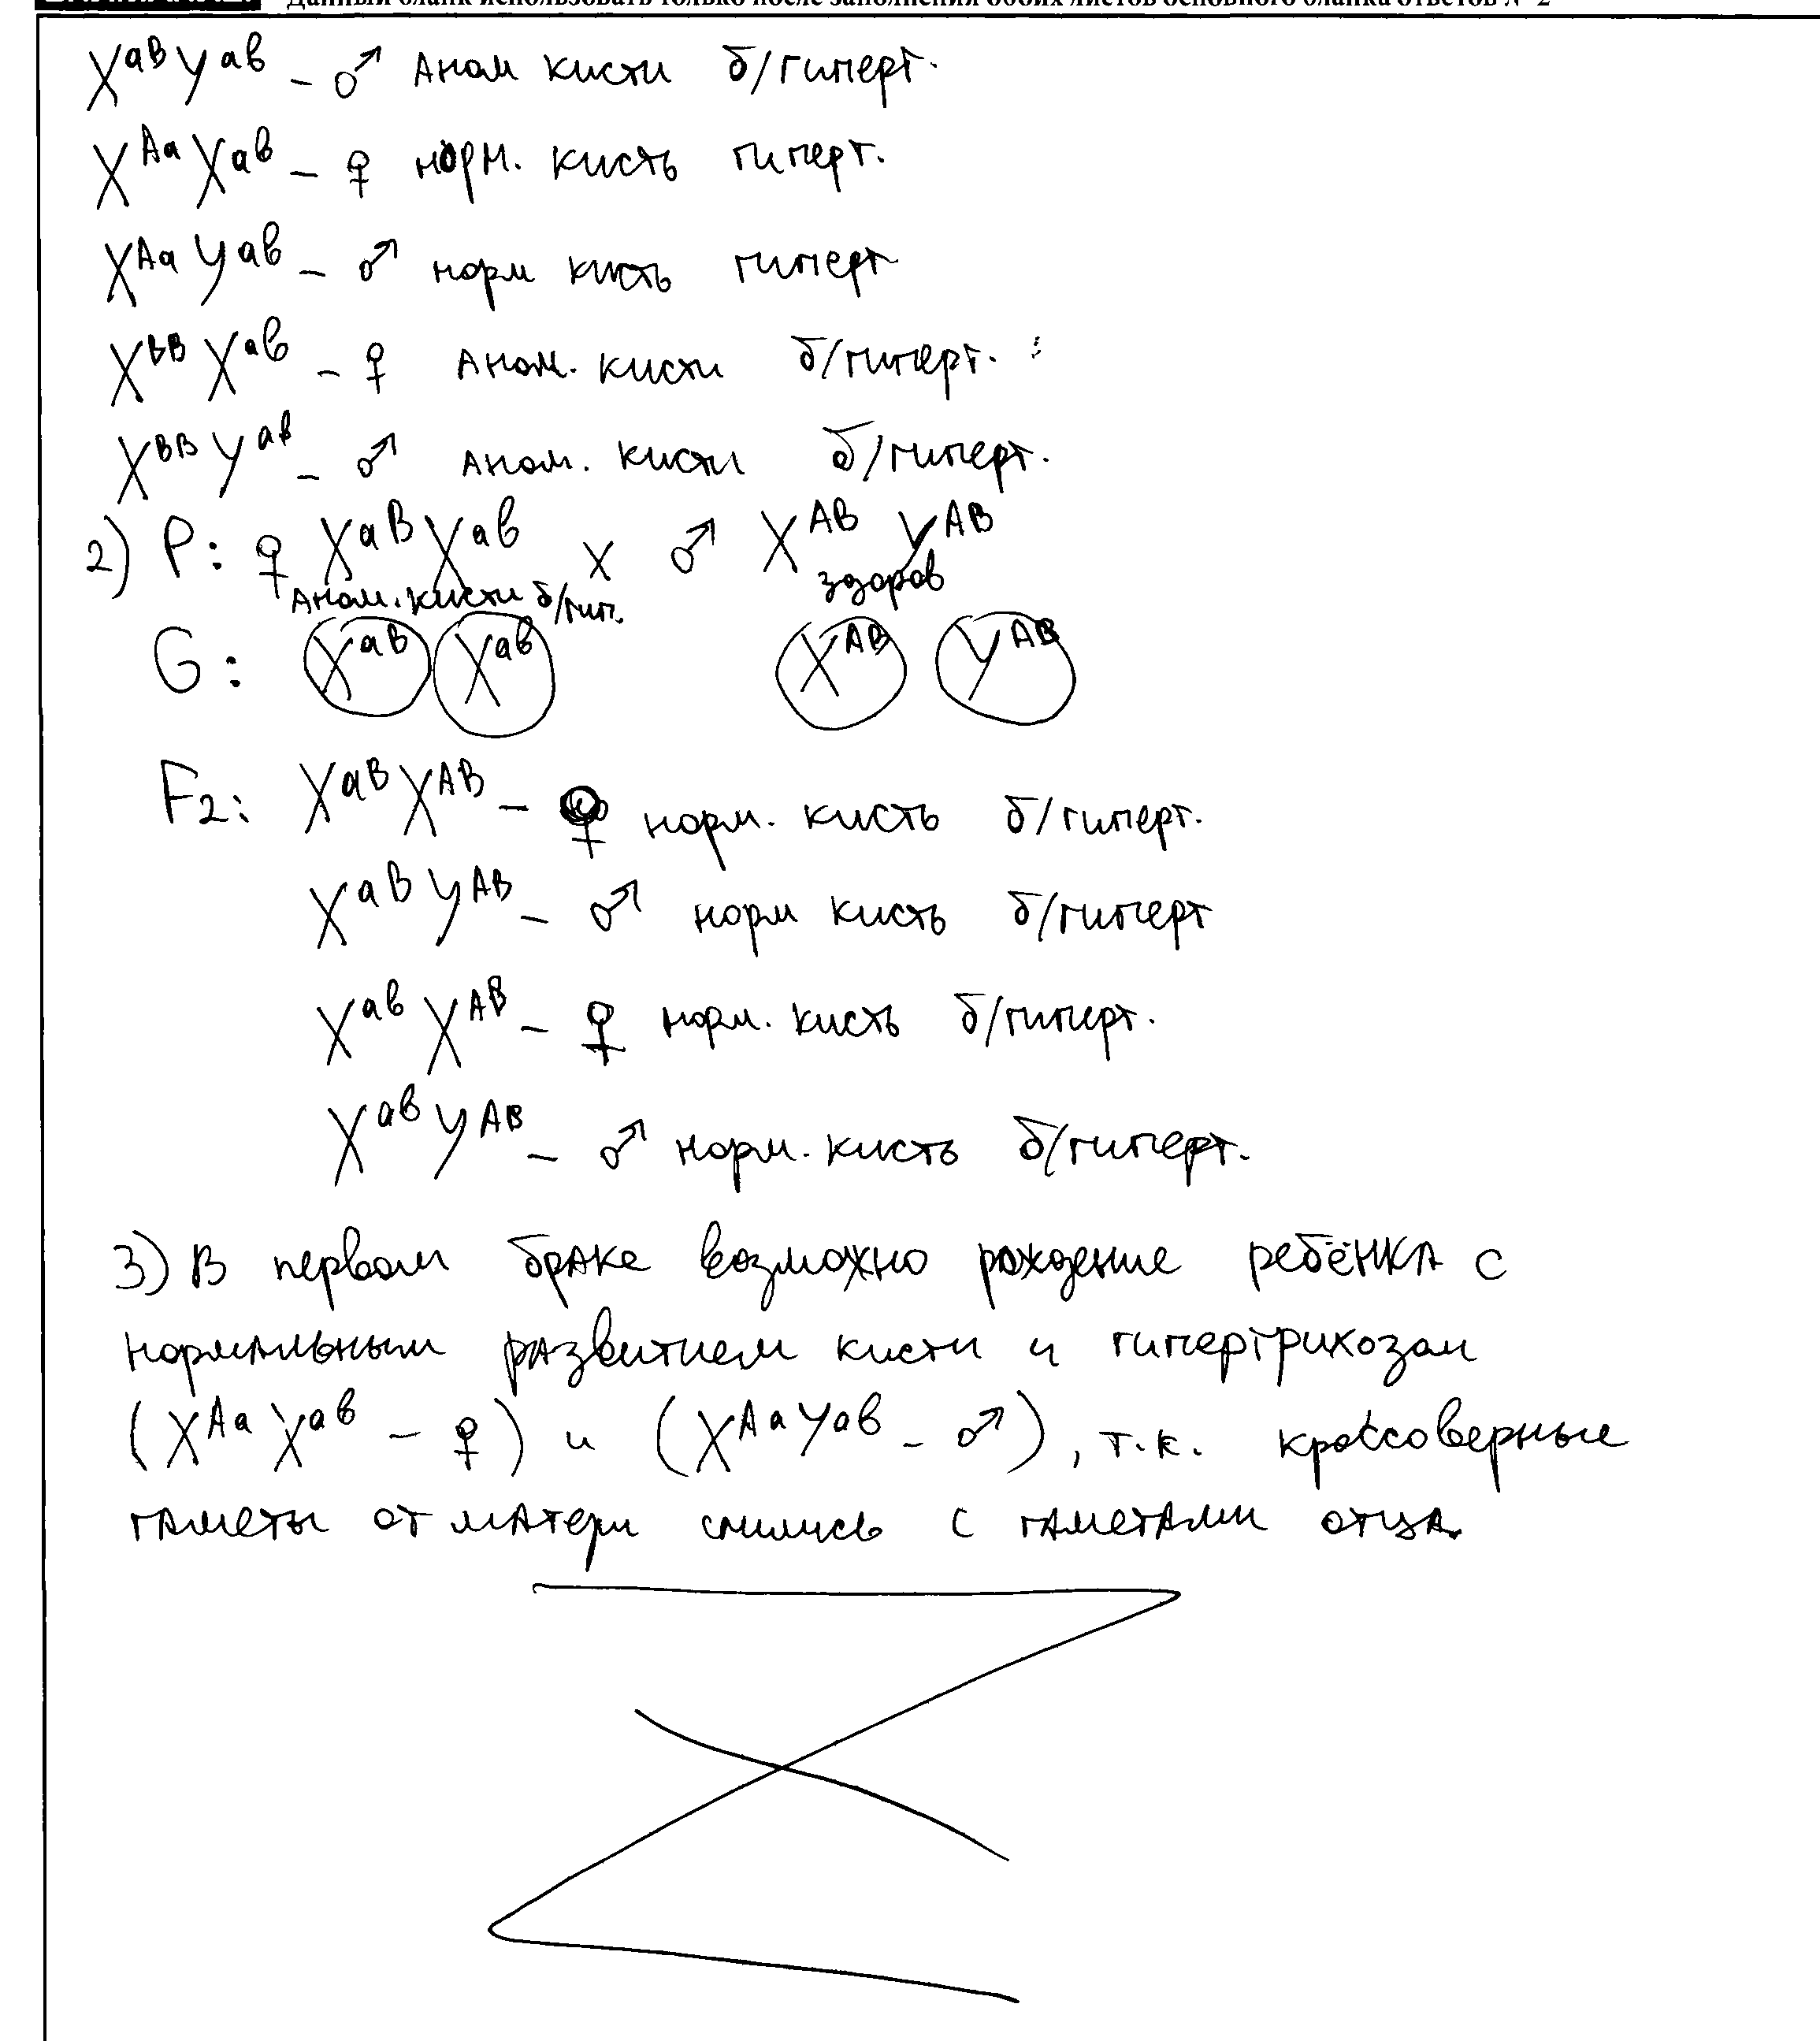 Данный бланк использовать только после заполнения обоих листов основного бланка ответов № 2
X^aB Y^ab – ♂ Аном кисти б/гиперт.
X^Aa X^ab – ♀ норм. кисть гиперт.
X^Aa Y^ab – ♂ норм кисть гиперт
X^BB X^ab – ♀ Аном. кисти б/гиперт.
X^BB Y^ab – ♂ Аном. кисти б/гиперт.
2) P: ♀ X^aB X^ab x ♂ X^AB Y^AB
Аном. кисти б/гип. здоров
G: X^aB X^ab X^AB Y^AB
F2: X^aB X^AB – ♀ норм. кисть б/гиперт.
X^aB Y^AB – ♂ норм кисть б/гиперт
X^ab X^AB – ♀ норм. кисть б/гиперт.
X^ab Y^AB – ♂ норм. кисть б/гиперт.
3) В первом браке возможно рождение ребёнка с
нормальным развитием кисти и гипертрихозом
(X^Aa X^ab – ♀) и (X^Aa Y^ab – ♂), т.к. кроссоверные
гаметы от матери слились с гаметами отца.